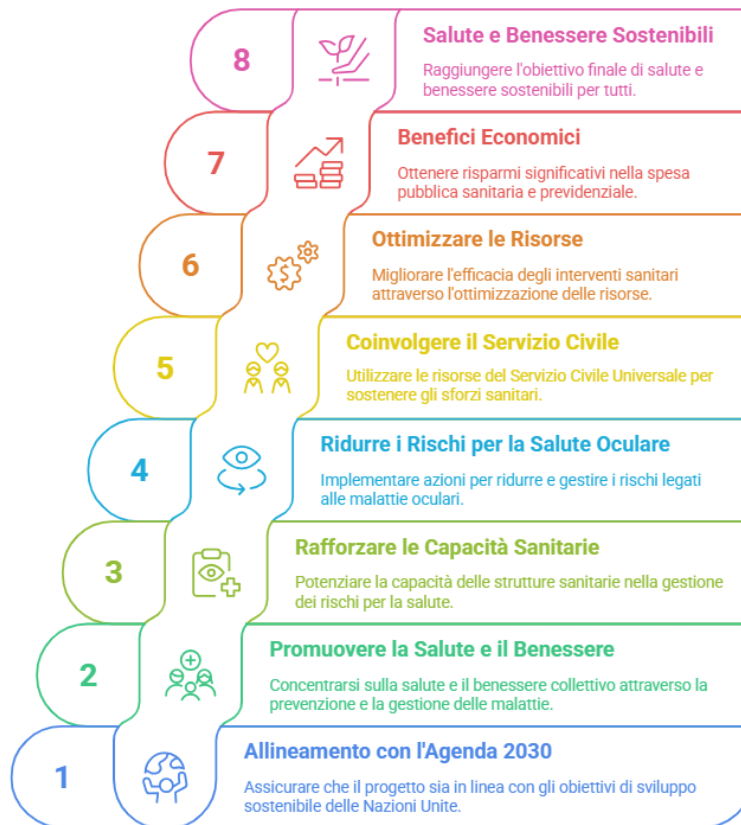 8
Salute e Benessere Sostenibili
Raggiungere l'obiettivo finale di salute e
benessere sostenibili per tutti.
7
Benefici Economici
Ottenere risparmi significativi nella spesa
pubblica sanitaria e previdenziale.
6
Ottimizzare le Risorse
Migliorare l'efficacia degli interventi sanitari
attraverso l'ottimizzazione delle risorse.
5
Coinvolgere il Servizio Civile
Utilizzare le risorse del Servizio Civile Universale per
sostenere gli sforzi sanitari.
4
Ridurre i Rischi per la Salute Oculare
Implementare azioni per ridurre e gestire i rischi legati
alle malattie oculari.
3
Rafforzare le Capacità Sanitarie
Potenziare la capacità delle strutture sanitarie nella gestione
dei rischi per la salute.
2
Promuovere la Salute e il Benessere
Concentrarsi sulla salute e il benessere collettivo attraverso la
prevenzione e la gestione delle malattie.
1
Allineamento con l'Agenda 2030
Assicurare che il progetto sia in linea con gli obiettivi di sviluppo
sostenibile delle Nazioni Unite.